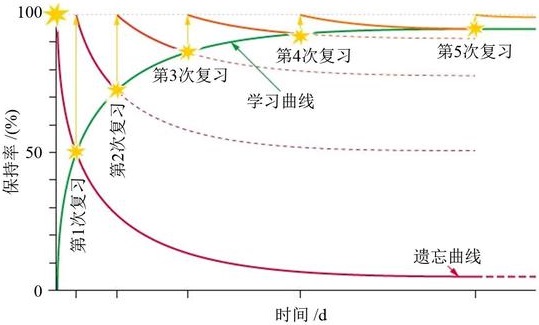 100
50
0
保持率 /(%)
第1次复习
第2次复习
第3次复习
第4次复习
第5次复习
学习曲线
遗忘曲线
时间 /d